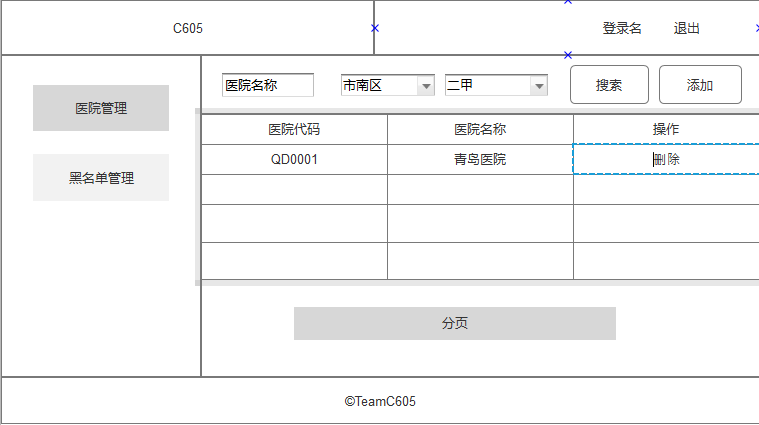 C605 登录名 退出
医院名称 市南区 二甲 搜索 添加
医院管理
黑名单管理
医院代码 医院名称 操作
QD0001 青岛医院 删除
分页
©TeamC605